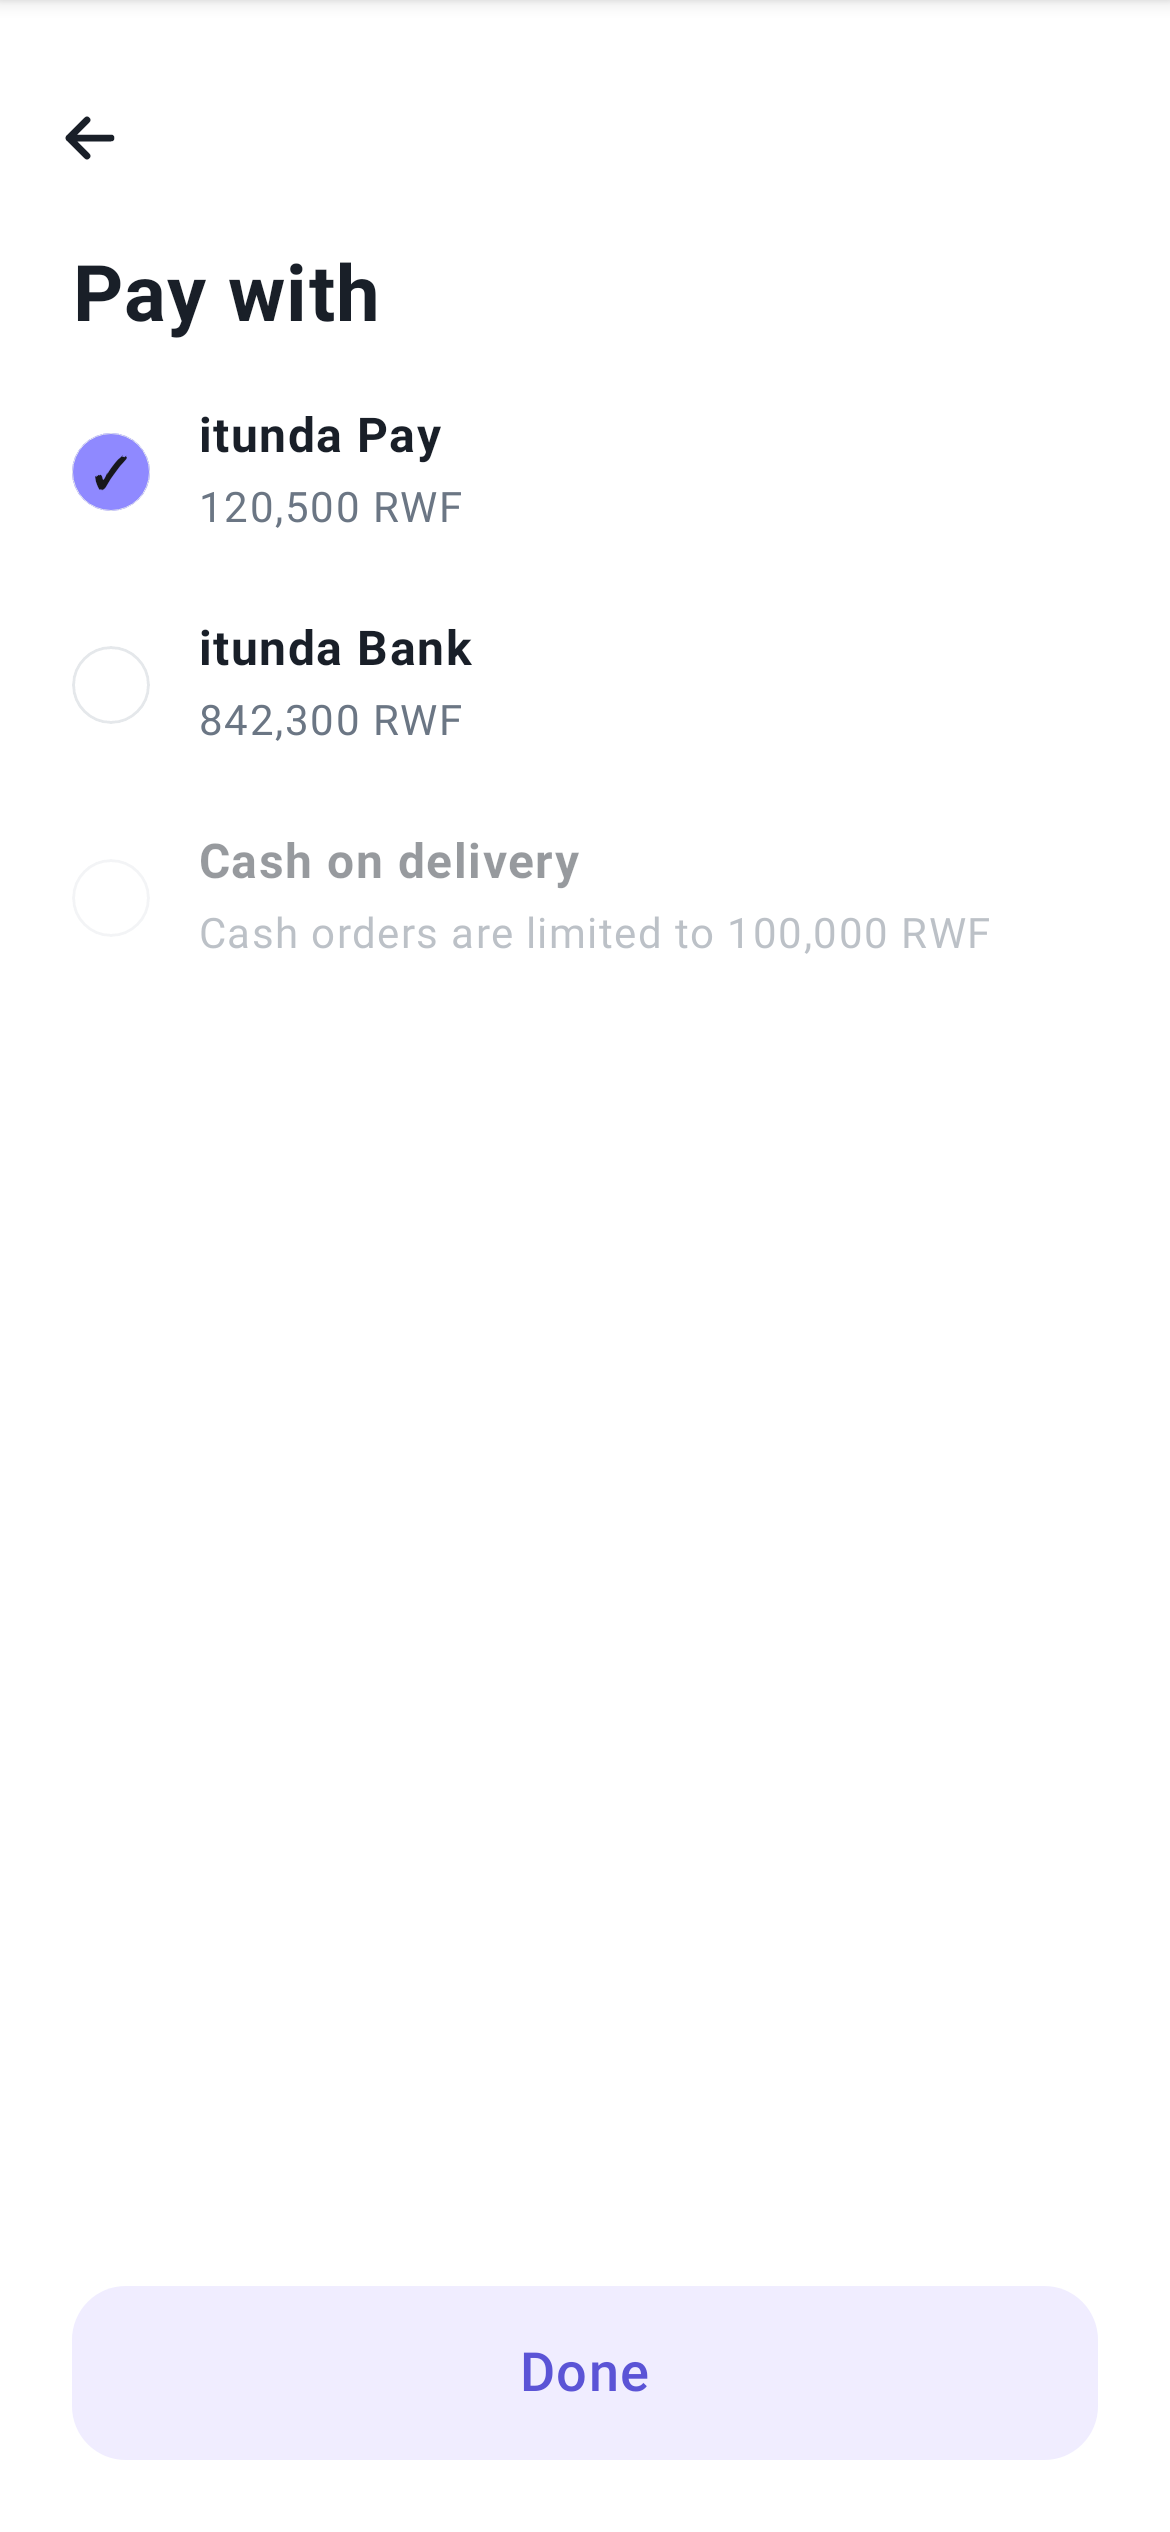 Pay with
itunda Pay
120,500 RWF
itunda Bank
842,300 RWF
Cash on delivery
Cash orders are limited to 100,000 RWF
Done